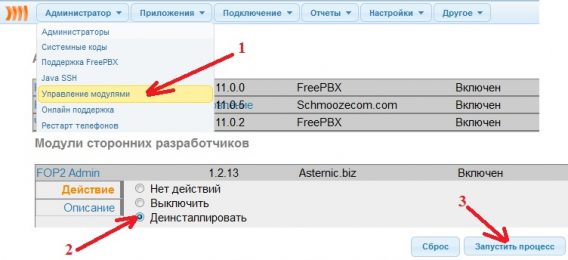 Администратор Приложения Подключение Отчеты Настройки Другое
Администраторы
Системные коды
Поддержка FreePBX
Java SSH
1
Управление модулями
11.0.0 FreePBX Включен
11.0.5 Schmoozecom.com Включен
Онлайн поддержка
11.0.2 FreePBX Включен
Рестарт телефонов
Модули сторонних разработчиков
FOP2 Admin 1.2.13 Asternic.biz Включен
Действие Нет действий
Описание Выключить
Деинсталлировать
2
3
Сброс Запустить процесс